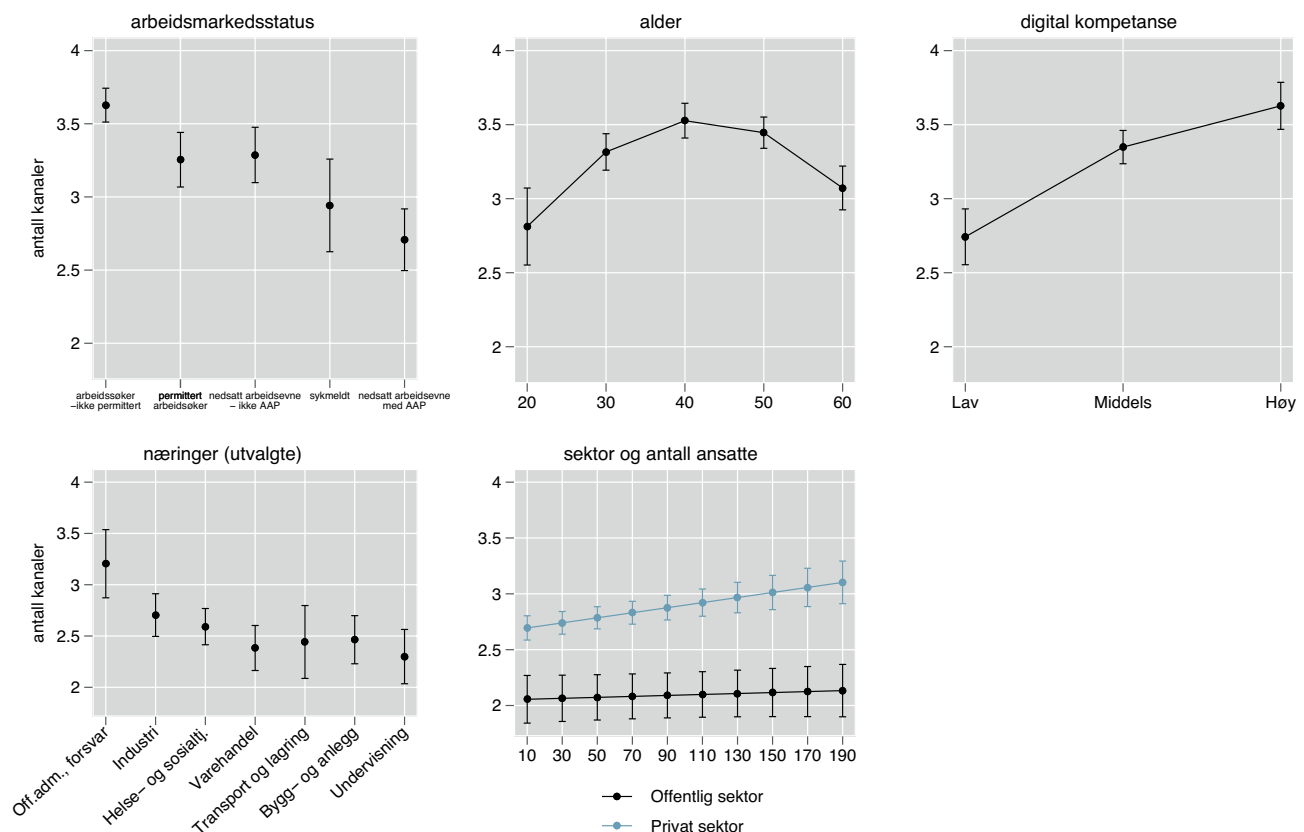 arbeidsmarkedsstatus
antall kanaler
4
3.5
3
2.5
2
arbeidssøker
–ikke permittert
permittert
arbeidsøker
nedsatt arbeidsevne
– ikke AAP
sykmeldt
nedsatt arbeidsevne
med AAP
alder
4
3.5
3
2.5
2
20 30 40 50 60
digital kompetanse
4
3.5
3
2.5
2
Lav Middels Høy
næringer (utvalgte)
antall kanaler
4
3.5
3
2.5
2
Off.adm., forsvar
Industri
Helse– og sosialtj.
Varehandel
Transport og lagring
Bygg– og anlegg
Undervisning
sektor og antall ansatte
4
3.5
3
2.5
2
10 30 50 70 90 110 130 150 170 190
Offentlig sektor
Privat sektor